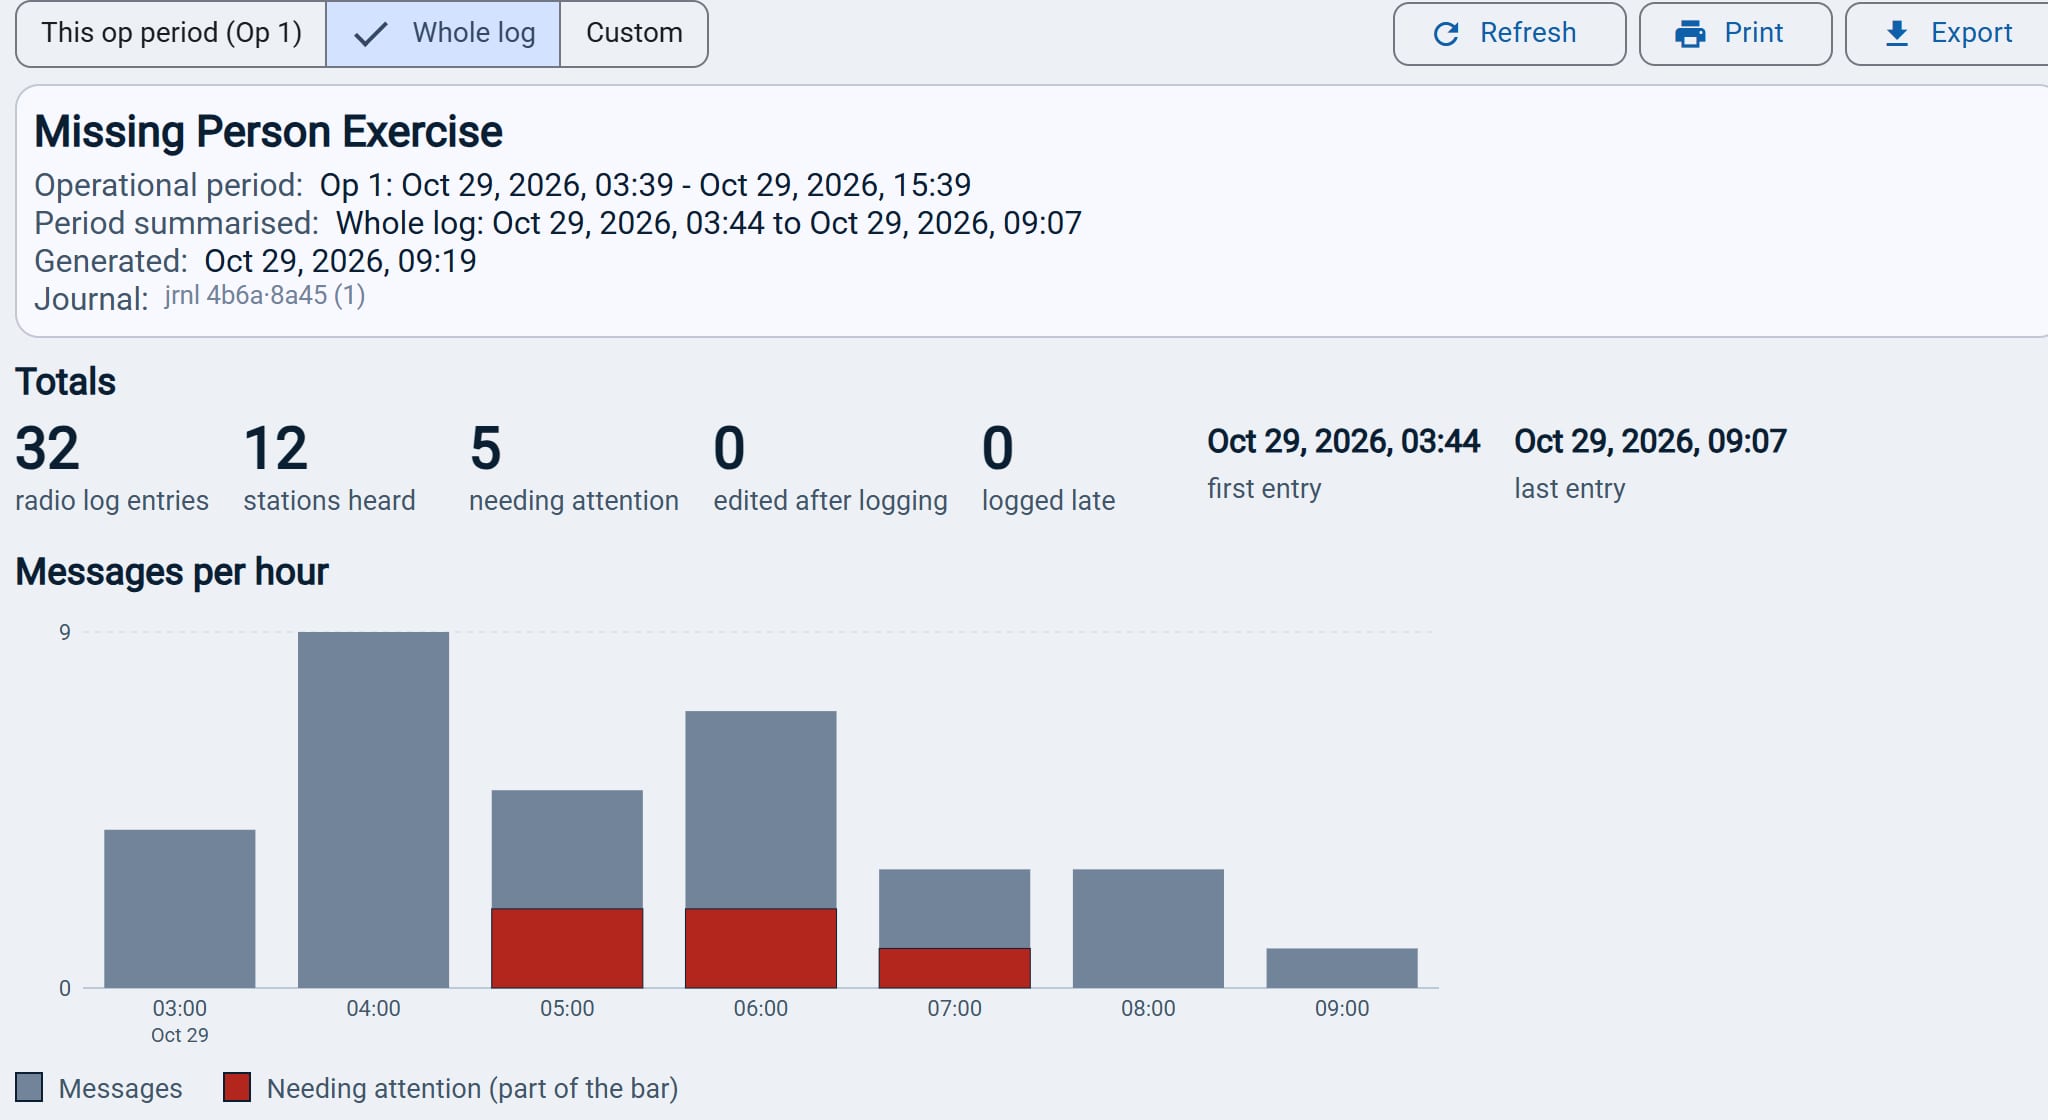 This op period (Op 1) Whole log Custom Refresh Print Export
Missing Person Exercise
Operational period: Op 1: Oct 29, 2026, 03:39 - Oct 29, 2026, 15:39
Period summarised: Whole log: Oct 29, 2026, 03:44 to Oct 29, 2026, 09:07
Generated: Oct 29, 2026, 09:19
Journal: jrnl 4b6a·8a45 (1)
Totals
32 12 5 0 0 Oct 29, 2026, 03:44 Oct 29, 2026, 09:07
radio log entries stations heard needing attention edited after logging logged late first entry last entry
Messages per hour
9
0
03:00 04:00 05:00 06:00 07:00 08:00 09:00
Oct 29
Messages Needing attention (part of the bar)